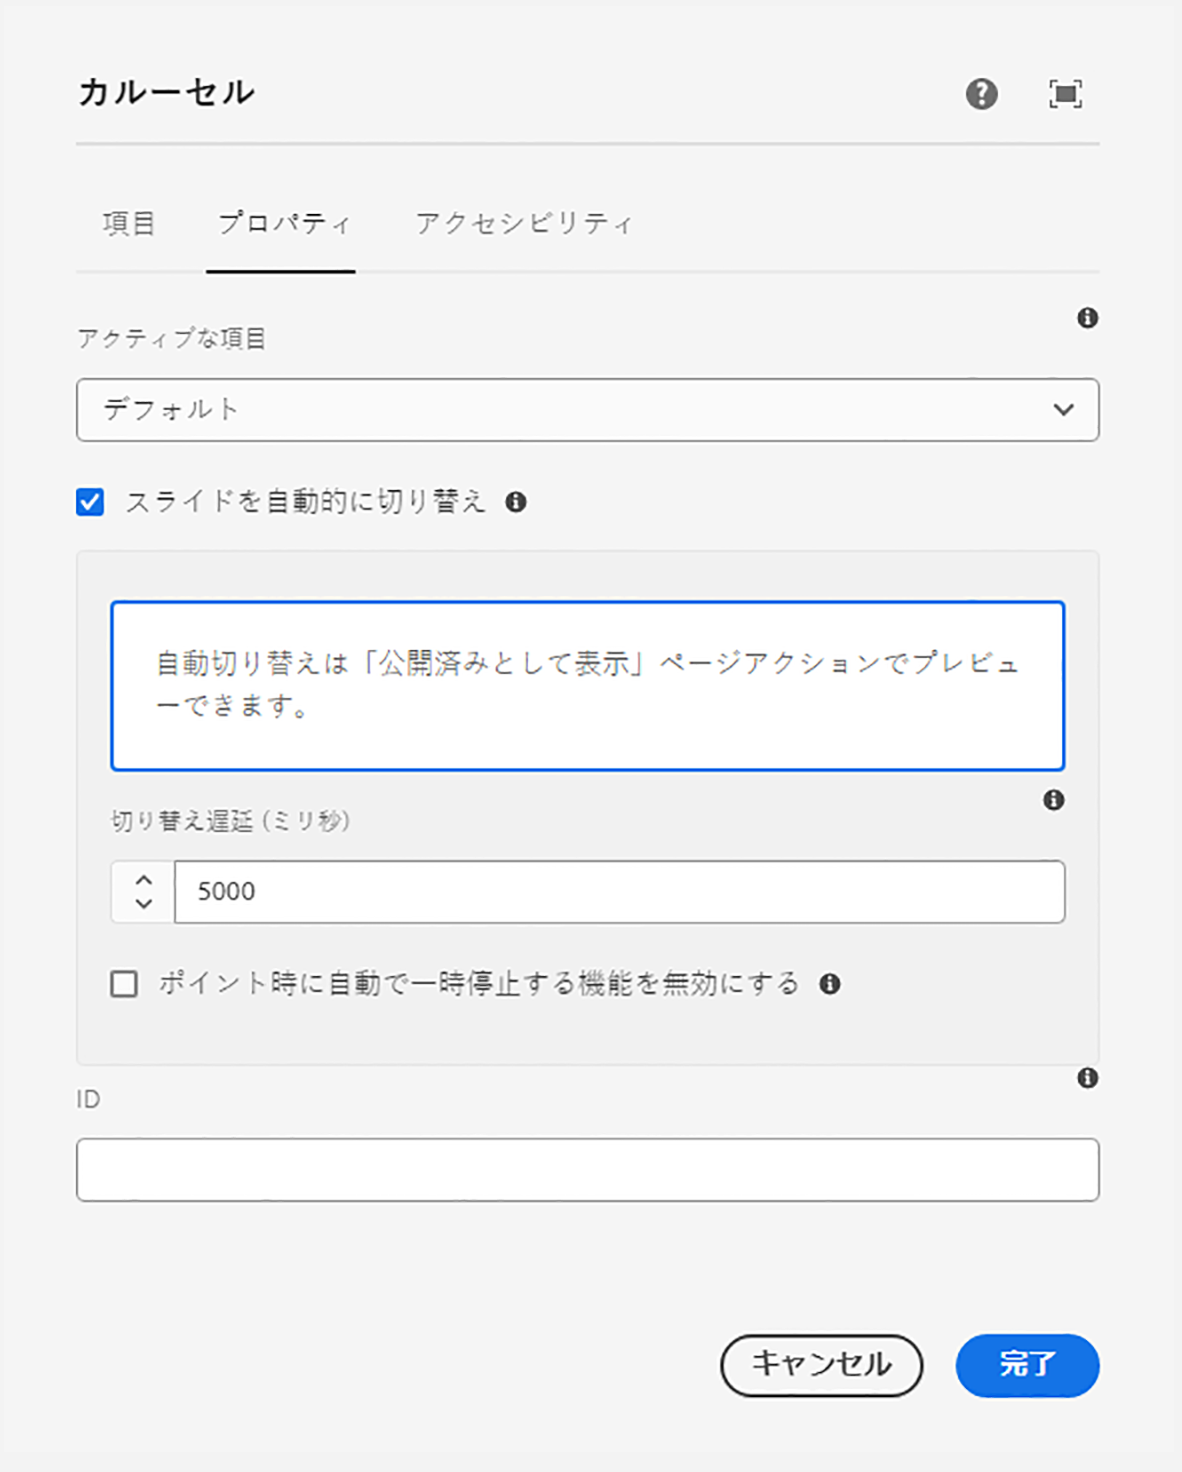 カルーセル
項目 プロパティ アクセシビリティ
アクティブな項目
デフォルト
スライドを自動的に切り替え
自動切り替えは「公開済みとして表示」ページアクションでプレビュ
ーできます。
切り替え遅延 (ミリ秒)
5000
ポイント時に自動で一時停止する機能を無効にする
ID
キャンセル 完了